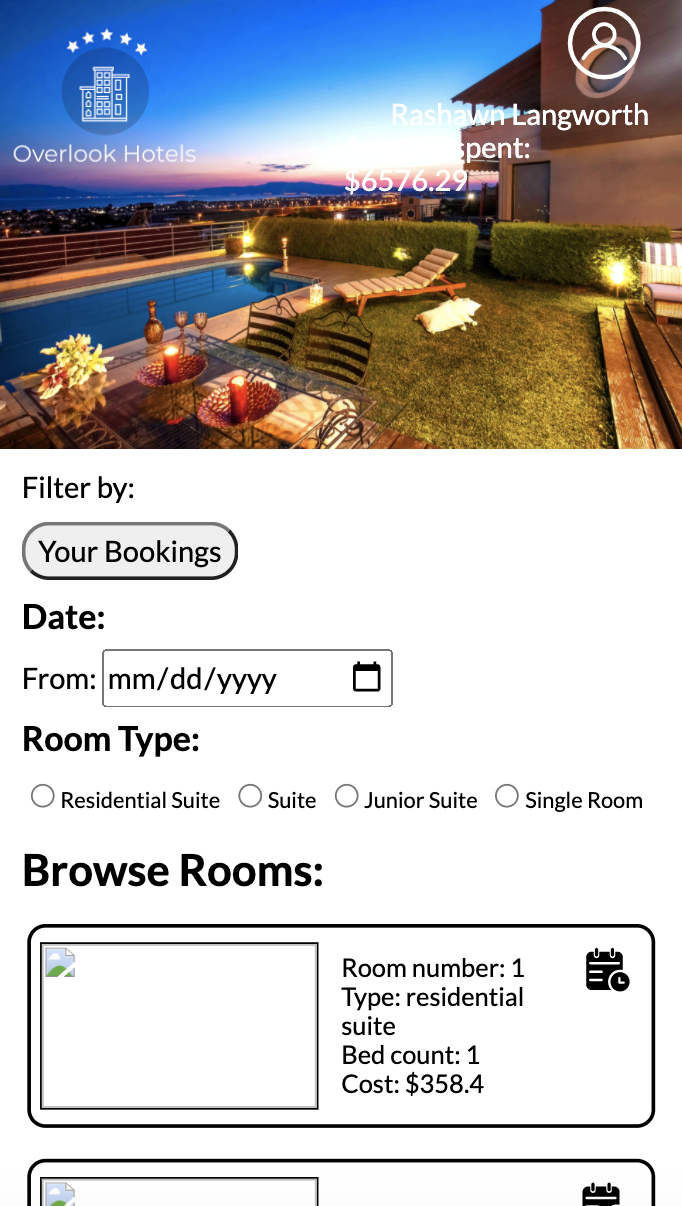 Overlook Hotels
Rashawn Langworth
spent:
$6576.29
Filter by:
Your Bookings
Date:
From: mm/dd/yyyy
Room Type:
Residential Suite Suite Junior Suite Single Room
Browse Rooms:
Room number: 1
Type: residential
suite
Bed count: 1
Cost: $358.4